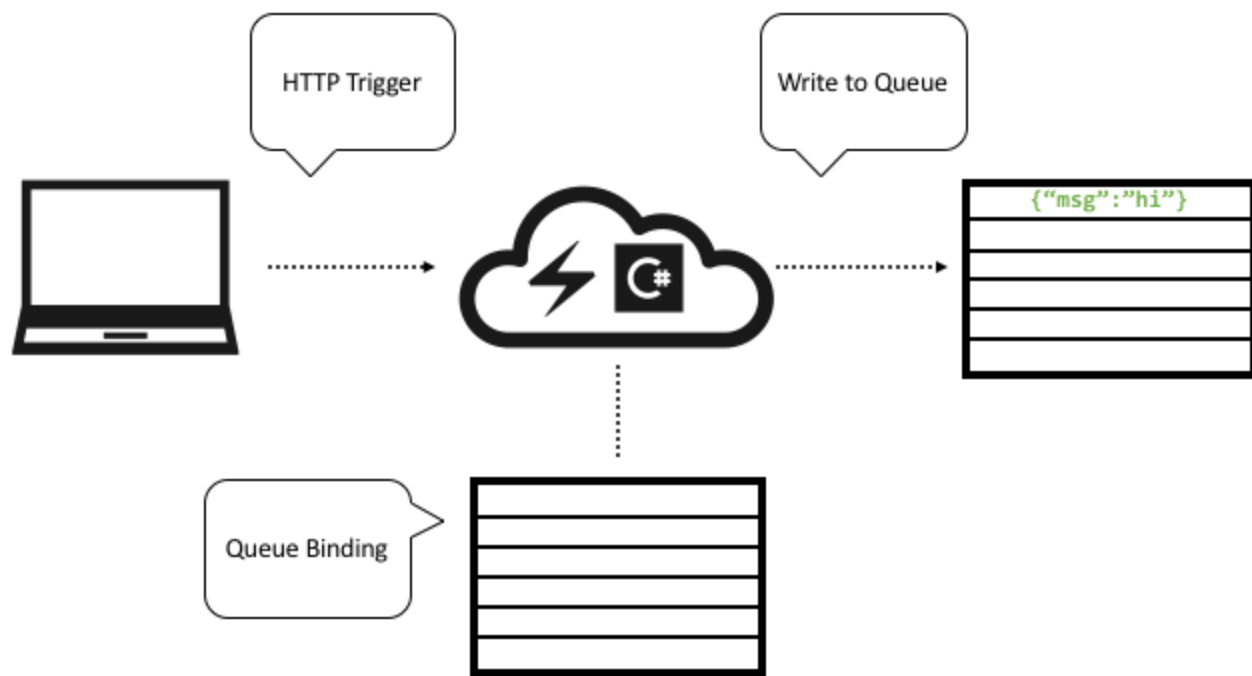 HTTP Trigger
Write to Queue
{“msg”:”hi”}
C#
Queue Binding